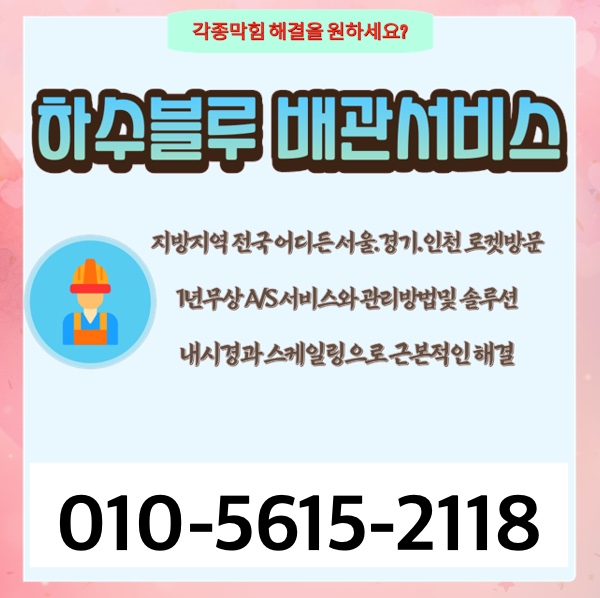 각종막힘 해결을 원하세요?
하수블루 배관서비스
지방지역 전국 어디든 서울.경기.인천 로켓방문
1년무상 A/S 서비스와 관리방법및 솔루션
내시경과 스케일링으로 근본적인 해결
010-5615-2118